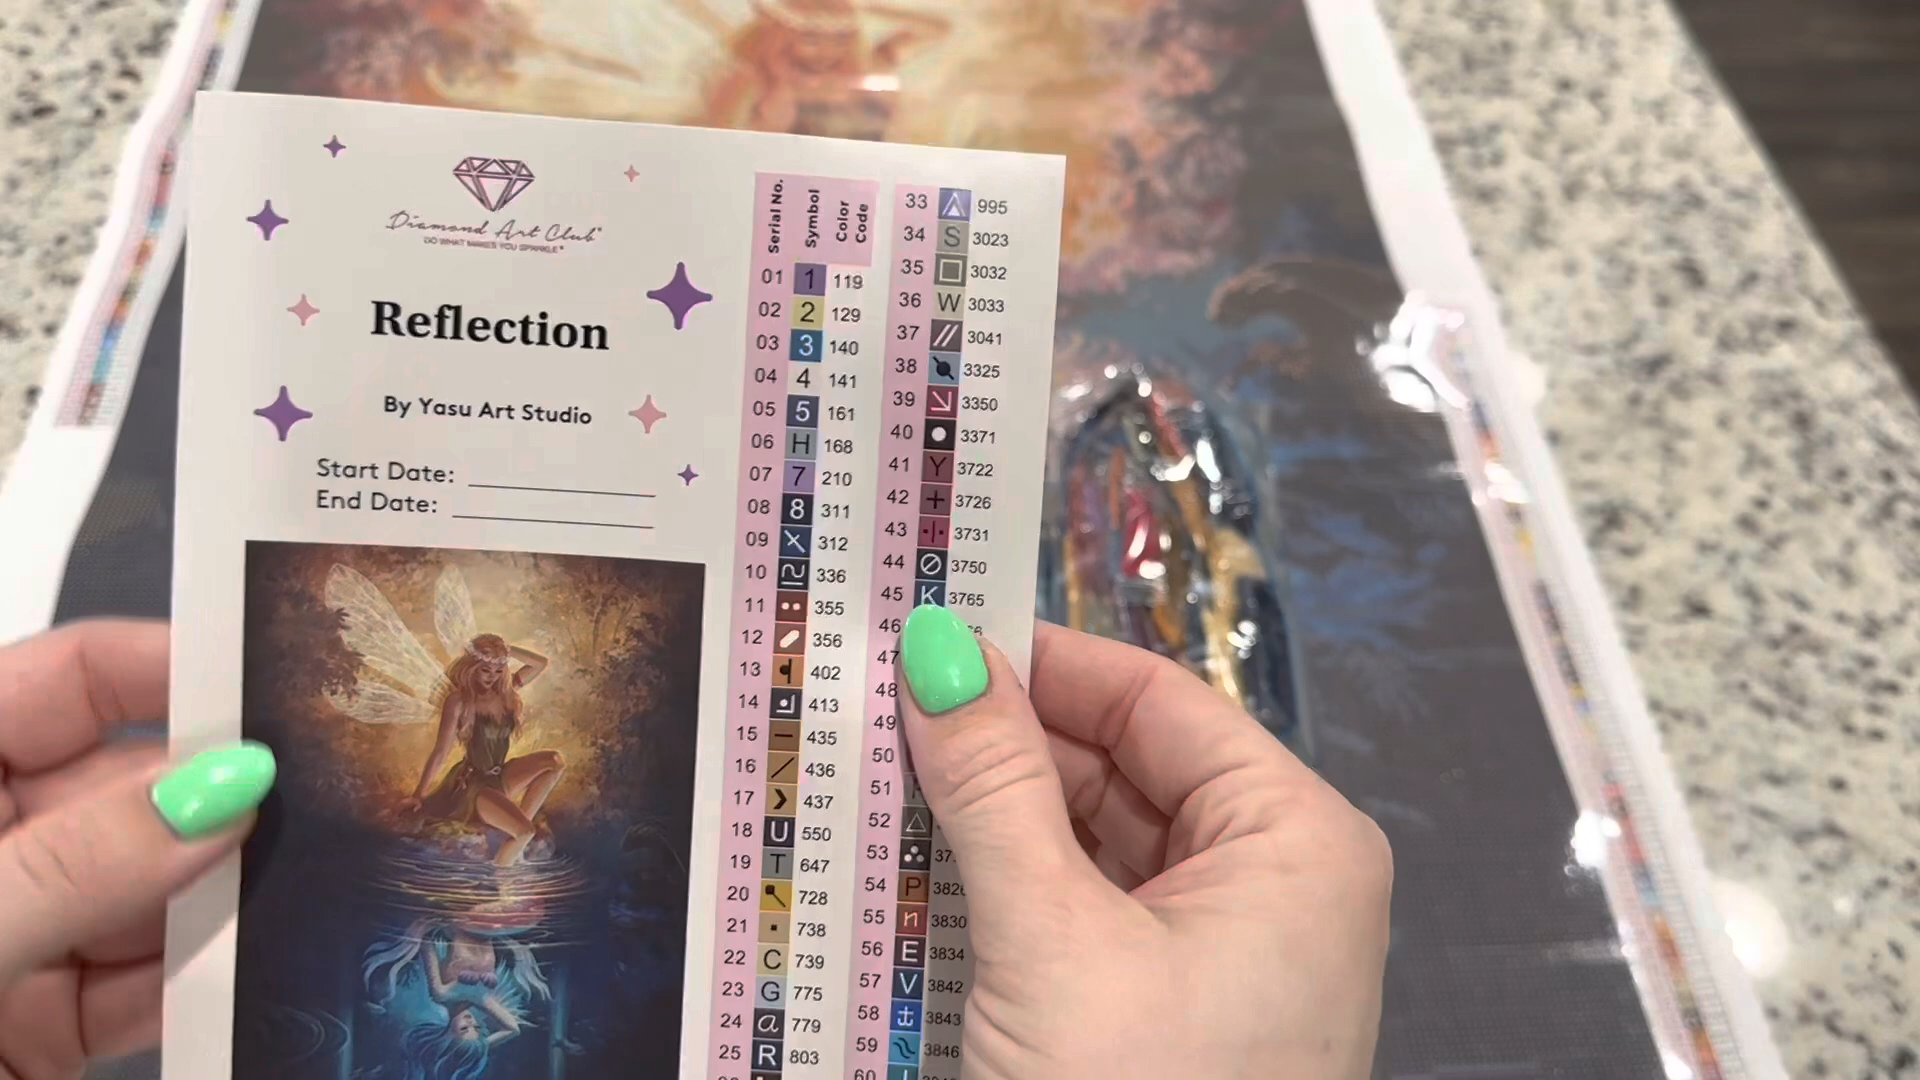 Diamond Art Club®
DO WHAT MAKES YOU SPARKLE®
Reflection
By Yasu Art Studio
Start Date:
End Date:
Serial No. Symbol Color Code
01 1 119
02 2 129
03 3 140
04 4 141
05 5 161
06 H 168
07 7 210
08 8 311
09 312
10 336
11 355
12 356
13 402
14 413
15 435
16 436
17 437
18 U 550
19 T 647
20 728
21 738
22 C 739
23 G 775
24 a 779
25 R 803
33 995
34 S 3023
35 3032
36 W 3033
37 // 3041
38 3325
39 3350
40 3371
41 Y 3722
42 + 3726
43 3731
44 3750
45 K 3765
46
47
48
49
50
51
52
53
54 P 3826
55 n 3830
56 E 3834
57 V 3842
58 3843
59 3846
60